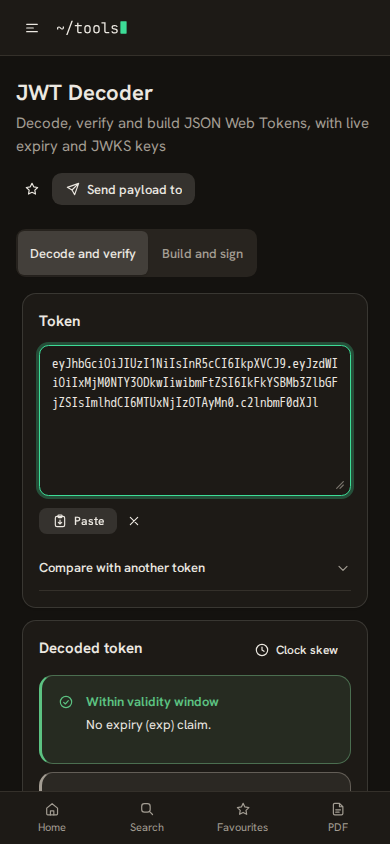 ~/tools
JWT Decoder
Decode, verify and build JSON Web Tokens, with live
expiry and JWKS keys
Send payload to
Decode and verify
Build and sign
Token
eyJhbGciOiJIUzI1NiIsInR5cCI6IkpXVCJ9.eyJzdWI
iOiIxMjM0NTY3ODkwIiwibmFtZSI6IkFkYSBMb3ZlbGF
jZSIsImlhdCI6MTUxNjIzOTAyMn0.c2lnbmF0dXJl
Paste
Compare with another token
Decoded token
Clock skew
Within validity window
No expiry (exp) claim.
Home
Search
Favourites
PDF